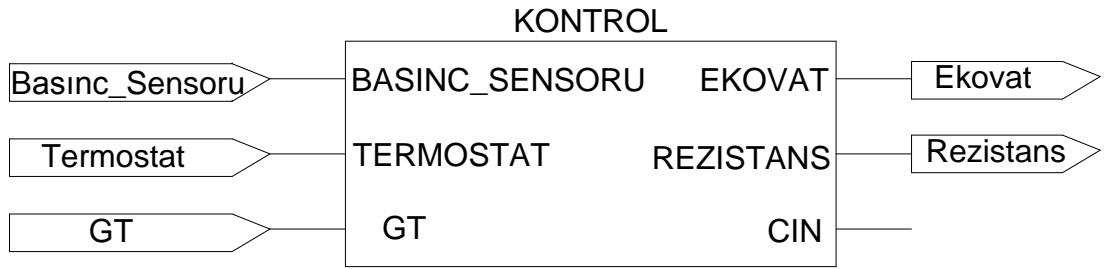 KONTROL
Basınc_Sensoru BASINC_SENSORU EKOVAT Ekovat
Termostat TERMOSTAT REZISTANS Rezistans
GT GT CIN